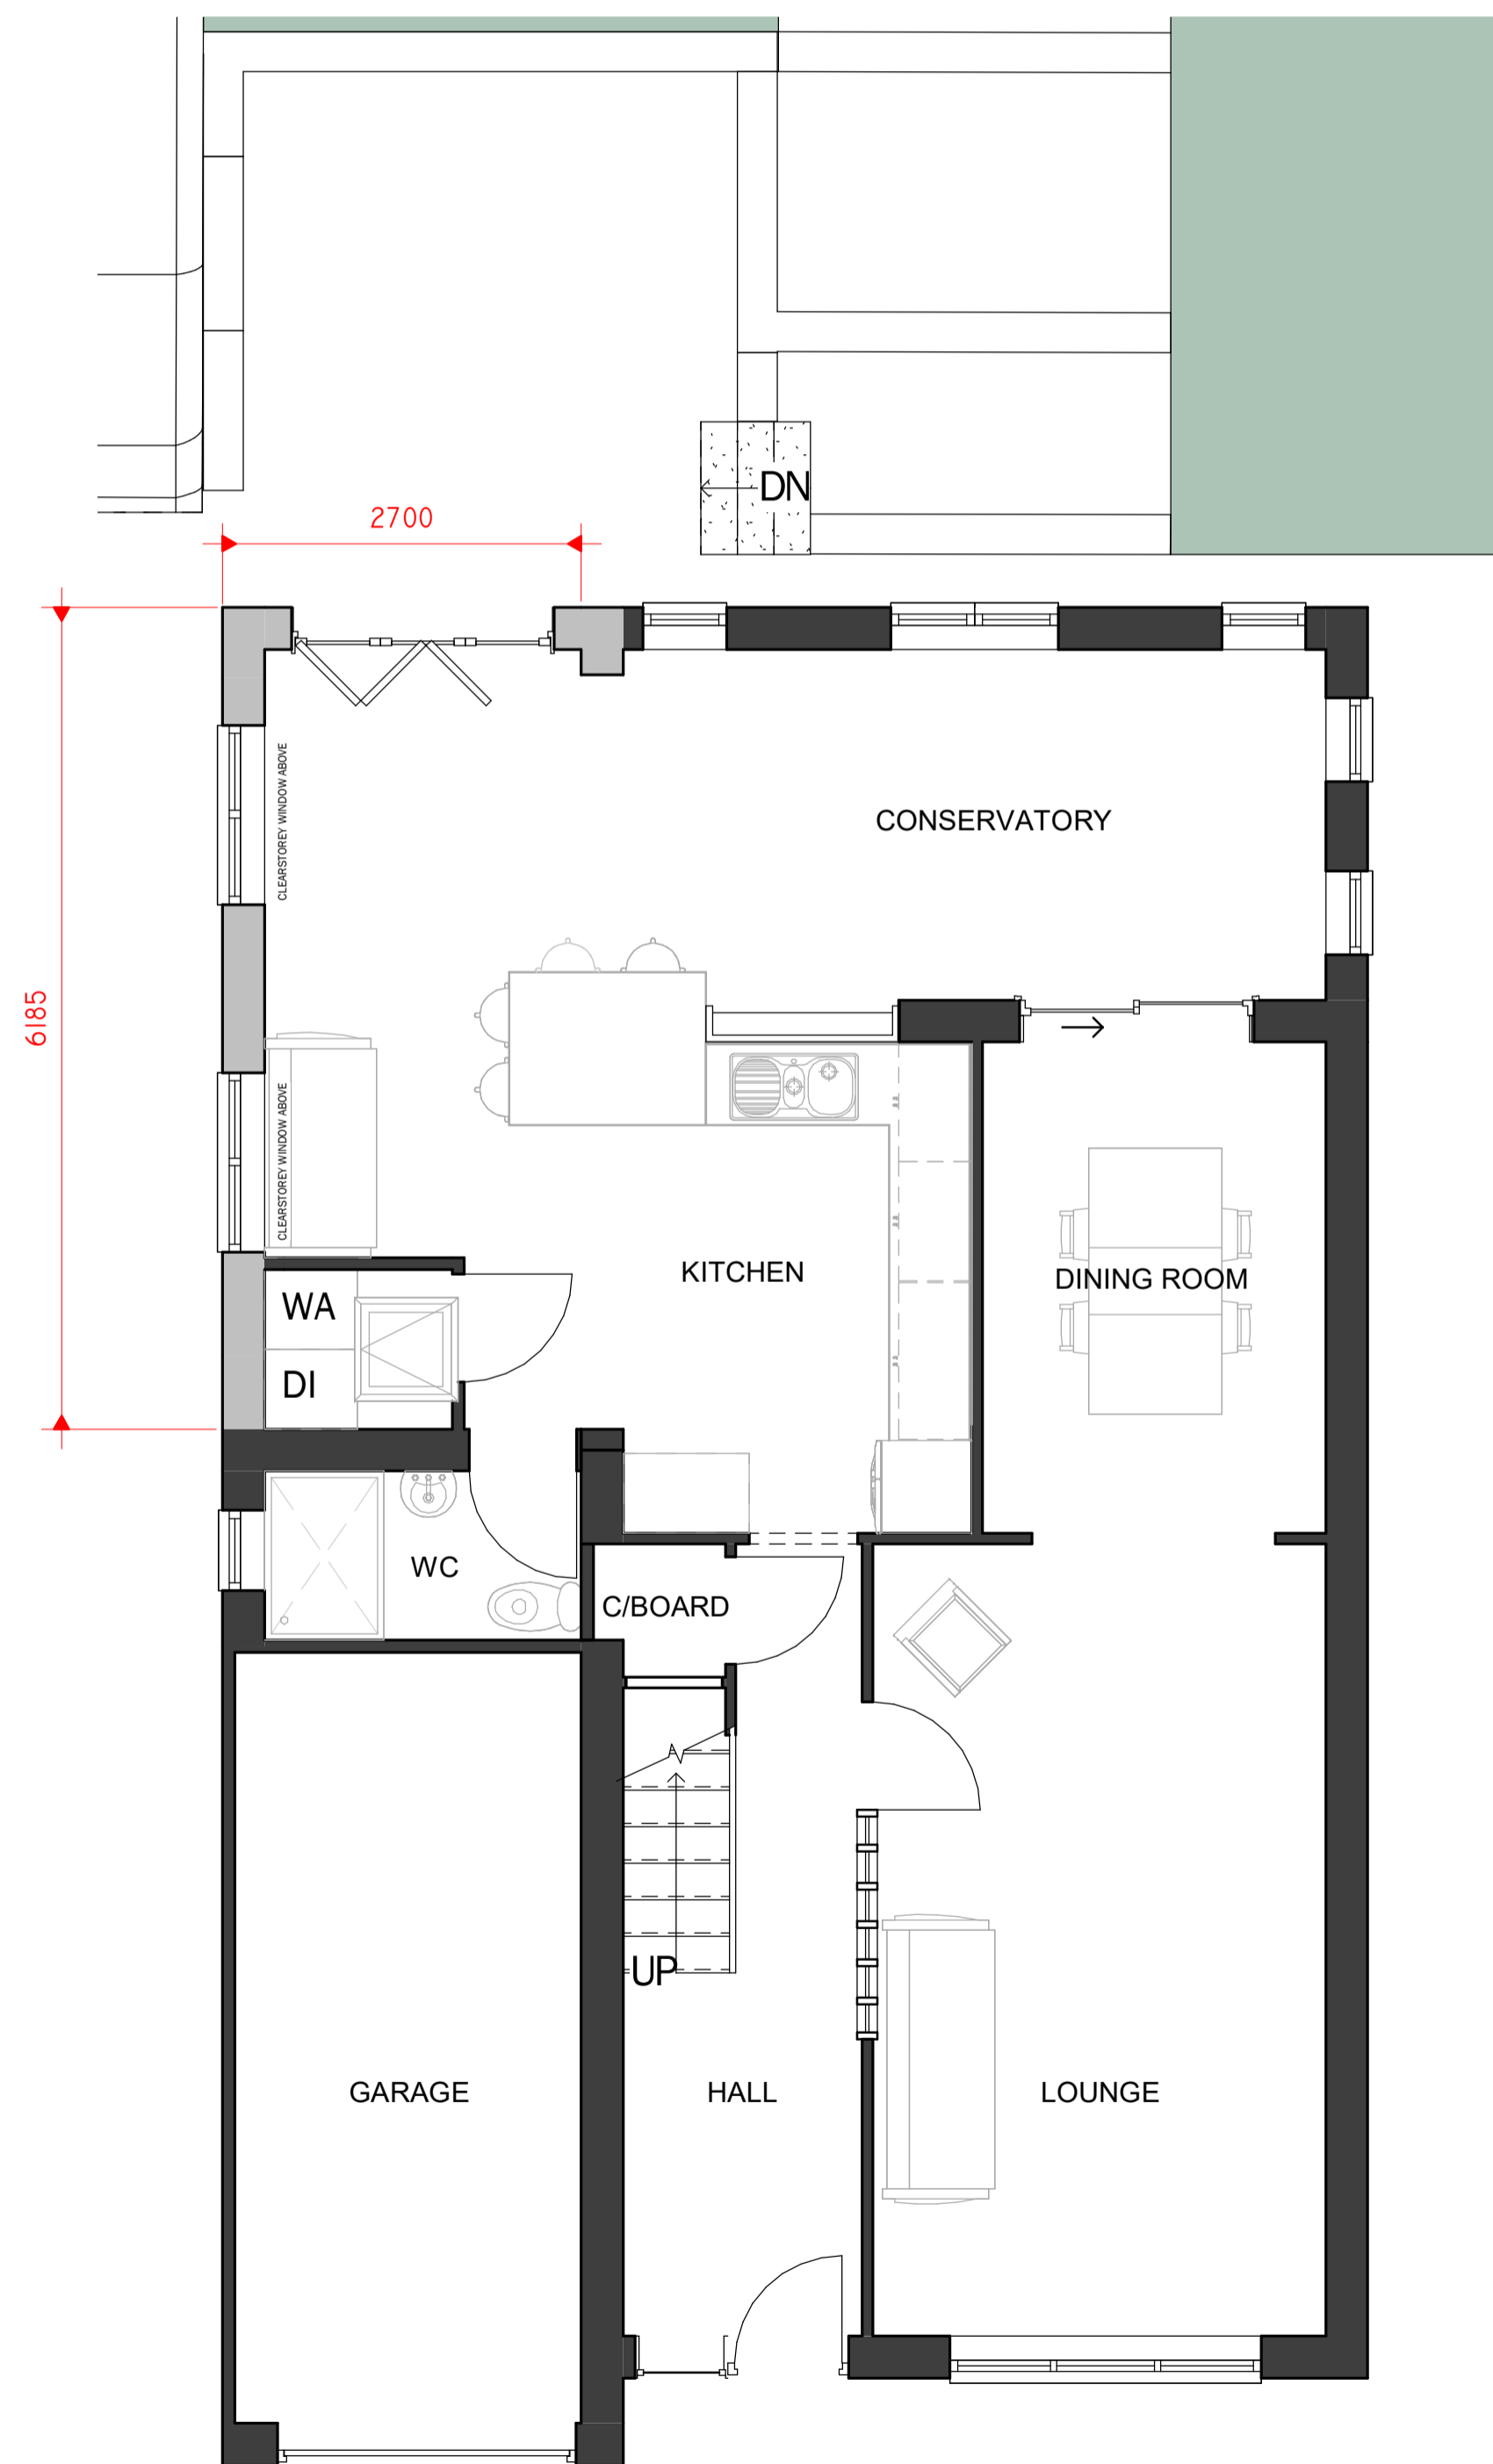 DN
2700
6185
CLEARSTOREY WINDOW ABOVE
CONSERVATORY
CLEARSTOREY WINDOW ABOVE
KITCHEN
DINING ROOM
WA
DI
WC
C/BOARD
UP
GARAGE
HALL
LOUNGE